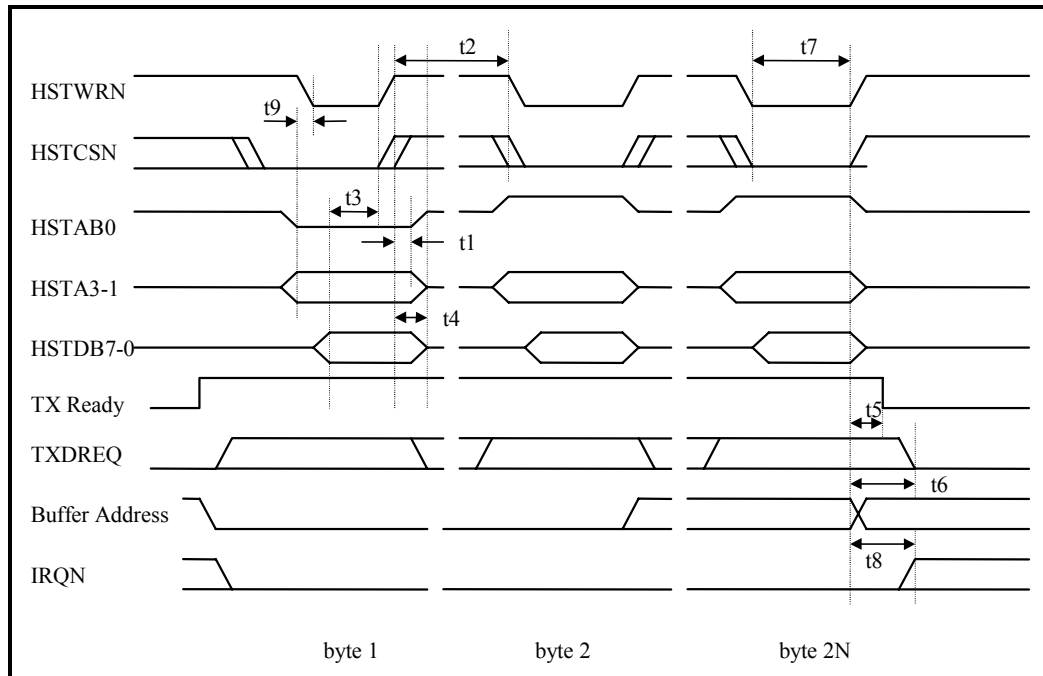 t2
t7
HSTWRN
t9
HSTCSN
t3
HSTAB0
t1
HSTA3-1
t4
HSTDB7-0
TX Ready
t5
TXDREQ
t6
Buffer Address
t8
IRQN
byte 1
byte 2
byte 2N